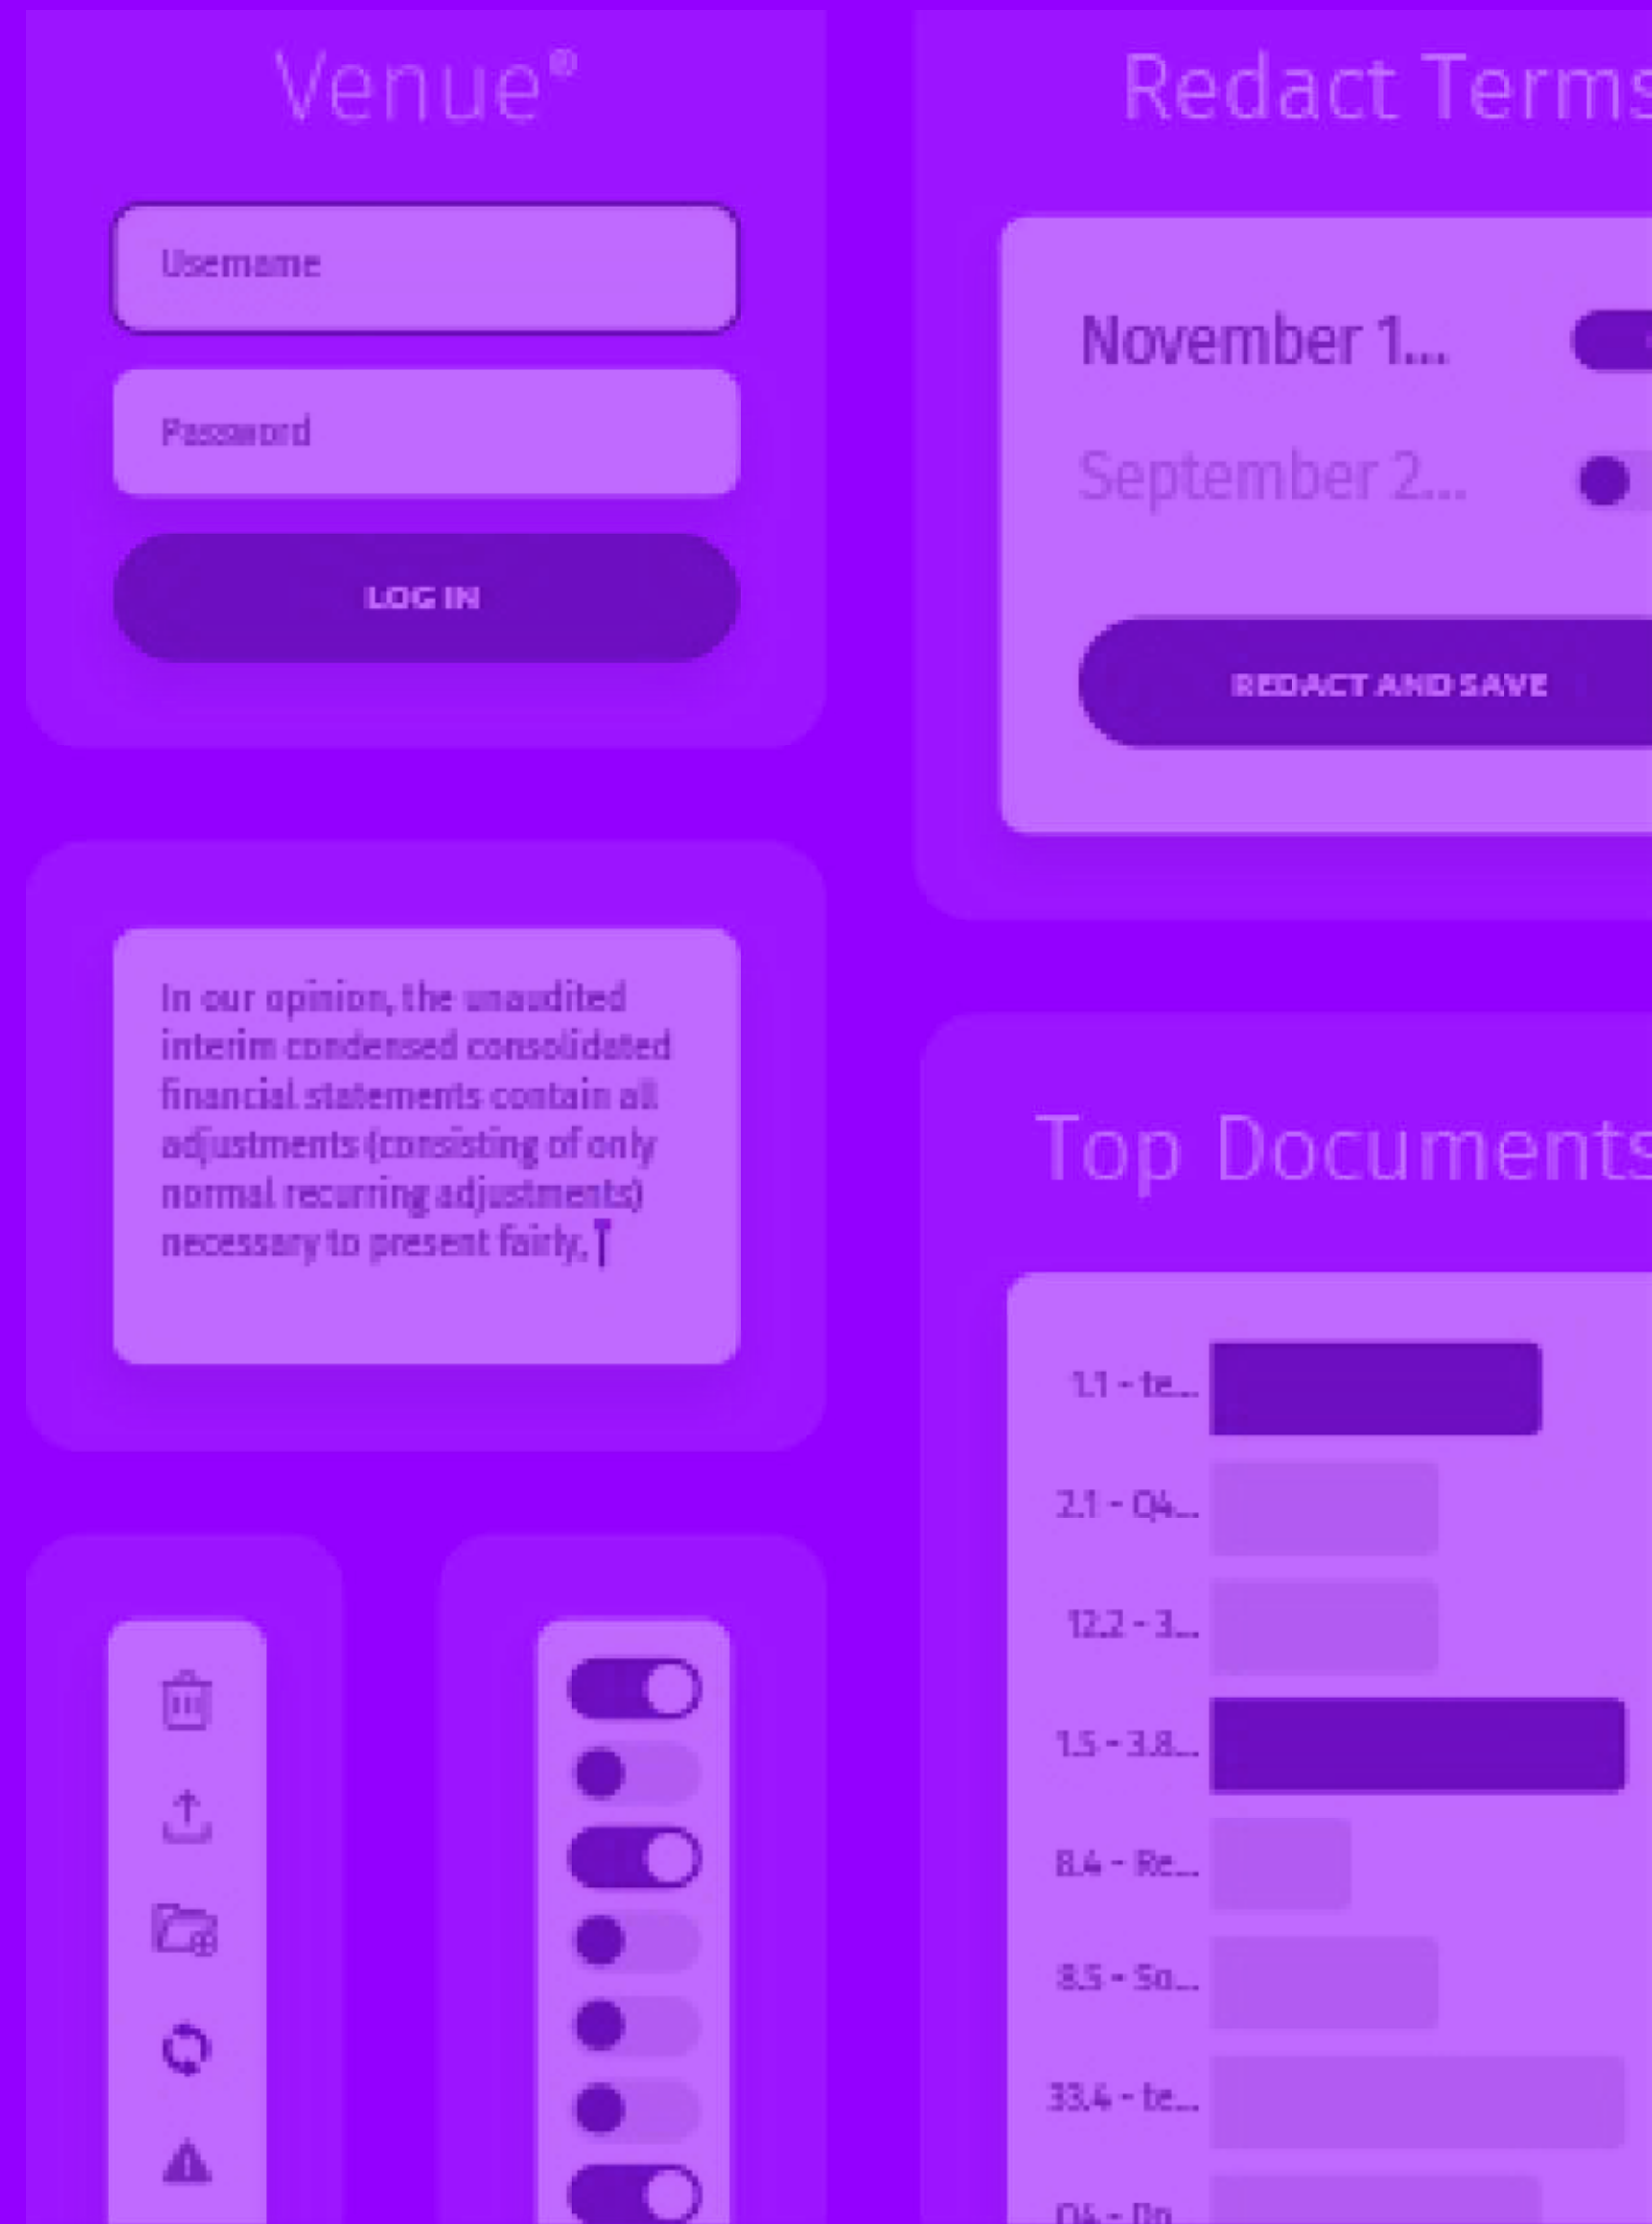 Venue®
Username
Password
LOG IN
In our opinion, the unaudited
interim condensed consolidated
financial statements contain all
adjustments (consisting of only
normal recurring adjustments)
necessary to present fairly,
Redact Terms
November 1...
September 2...
REDACT AND SAVE
Top Documents
1.1 - te...
2.1 - Q4...
12.2 - 3...
1.5 - 3.8...
8.4 - Re...
8.5 - So...
33.4 - te...